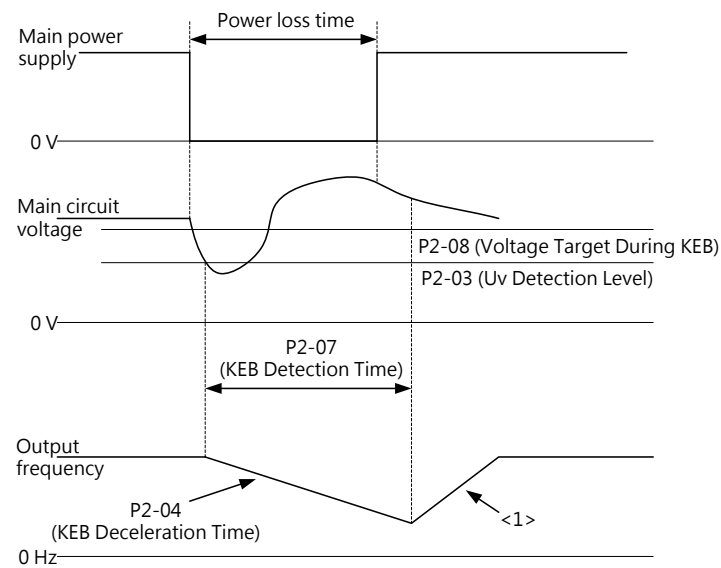 Power loss time
Main power
supply
0 V
Main circuit
voltage
P2-08 (Voltage Target During KEB)
P2-03 (Uv Detection Level)
0 V
P2-07
(KEB Detection Time)
Output
frequency
P2-04
(KEB Deceleration Time)
<1>
0 Hz